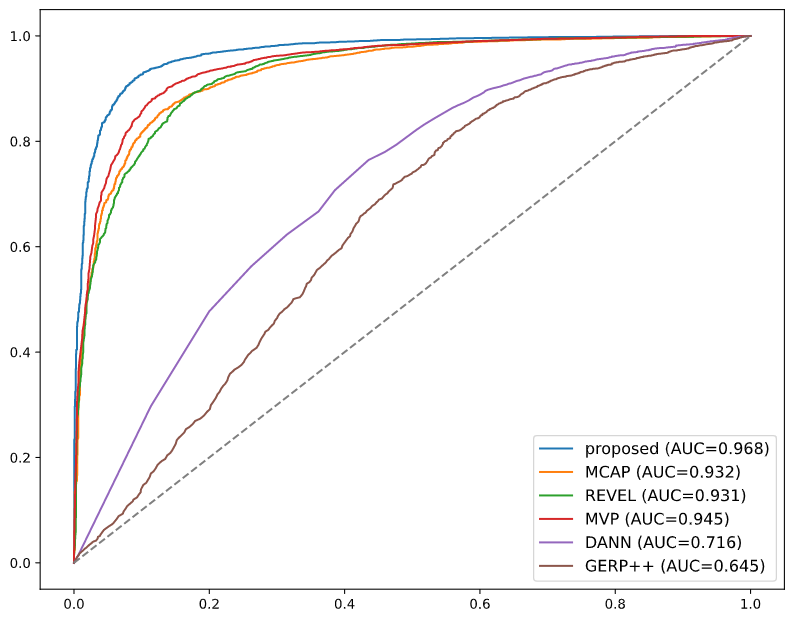 1.0
0.8
0.6
0.4
0.2
0.0
proposed (AUC=0.968)
MCAP (AUC=0.932)
REVEL (AUC=0.931)
MVP (AUC=0.945)
DANN (AUC=0.716)
GERP++ (AUC=0.645)
0.0 0.2 0.4 0.6 0.8 1.0